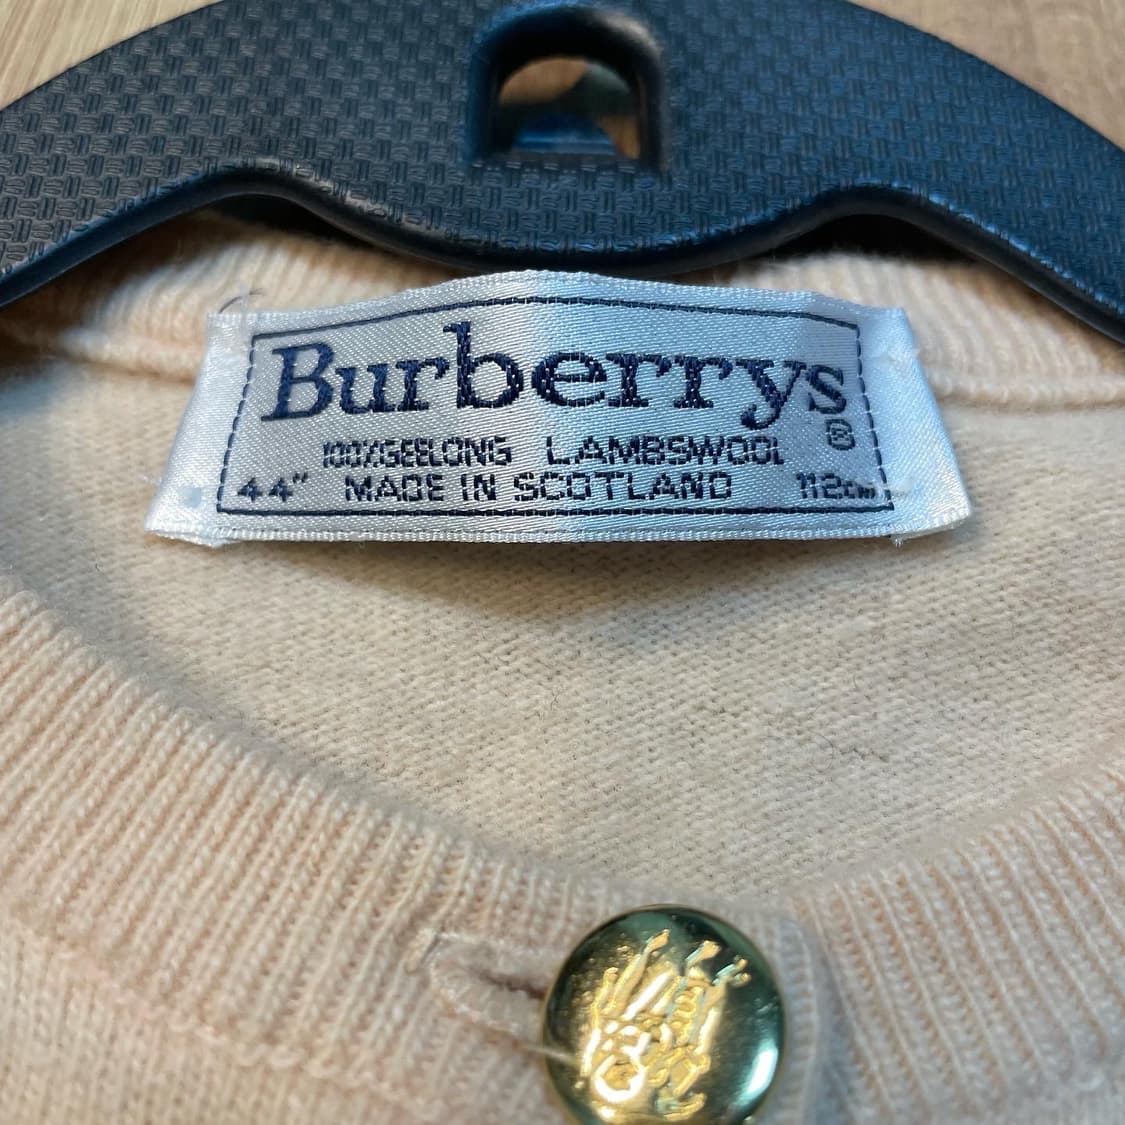 Burberrys
®
100% GEELONG LAMBSWOOL
44" MADE IN SCOTLAND 112cm